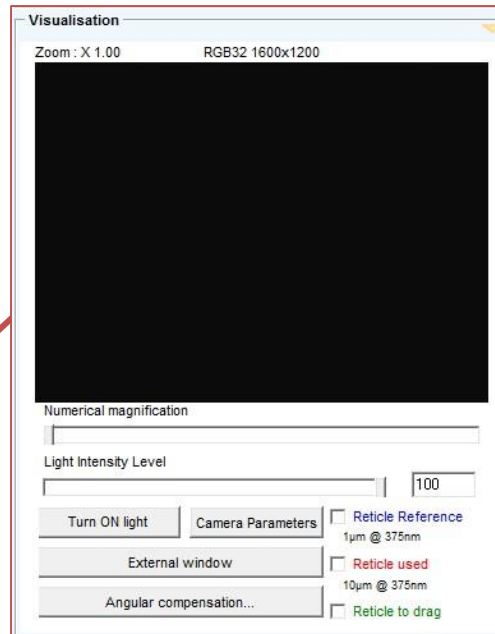 Visualisation
Zoom : X 1.00 RGB32 1600x1200
Numerical magnification
Light Intensity Level
100
Turn ON light Camera Parameters Reticle Reference
1µm @ 375nm
External window Reticle used
10µm @ 375nm
Angular compensation... Reticle to drag